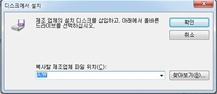 디스크에서 설치
제조 업체의 설치 디스크를 삽입하고, 아래에서 올바른
드라이브를 선택하십시오.
확인
취소
복사할 제조업체 파일 위치(C):
찾아보기(B)...